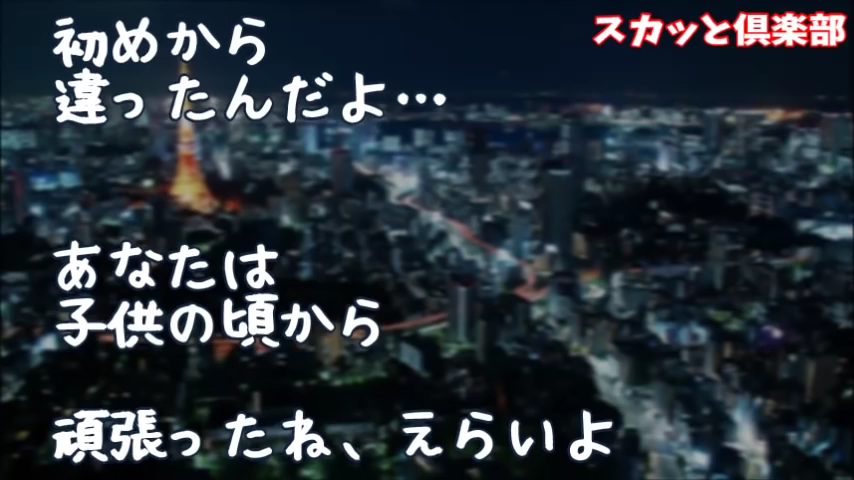 スカッと倶楽部
初めから
違ったんだよ…
あなたは
子供の頃から
頑張ったね、えらいよ